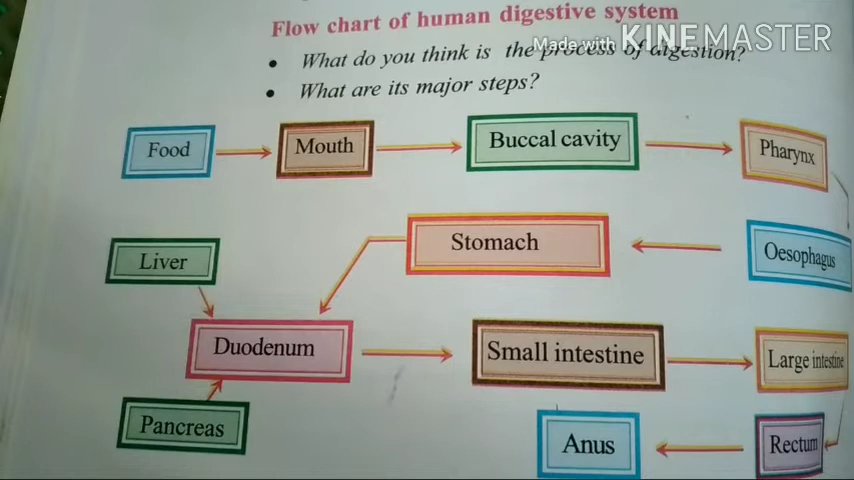 Flow chart of human digestive system
Made with KINEMASTER
• What do you think is the process of digestion?
• What are its major steps?
Food
Mouth
Buccal cavity
Pharynx
Liver
Stomach
Oesophagus
Duodenum
Small intestine
Large intestine
Pancreas
Anus
Rectum